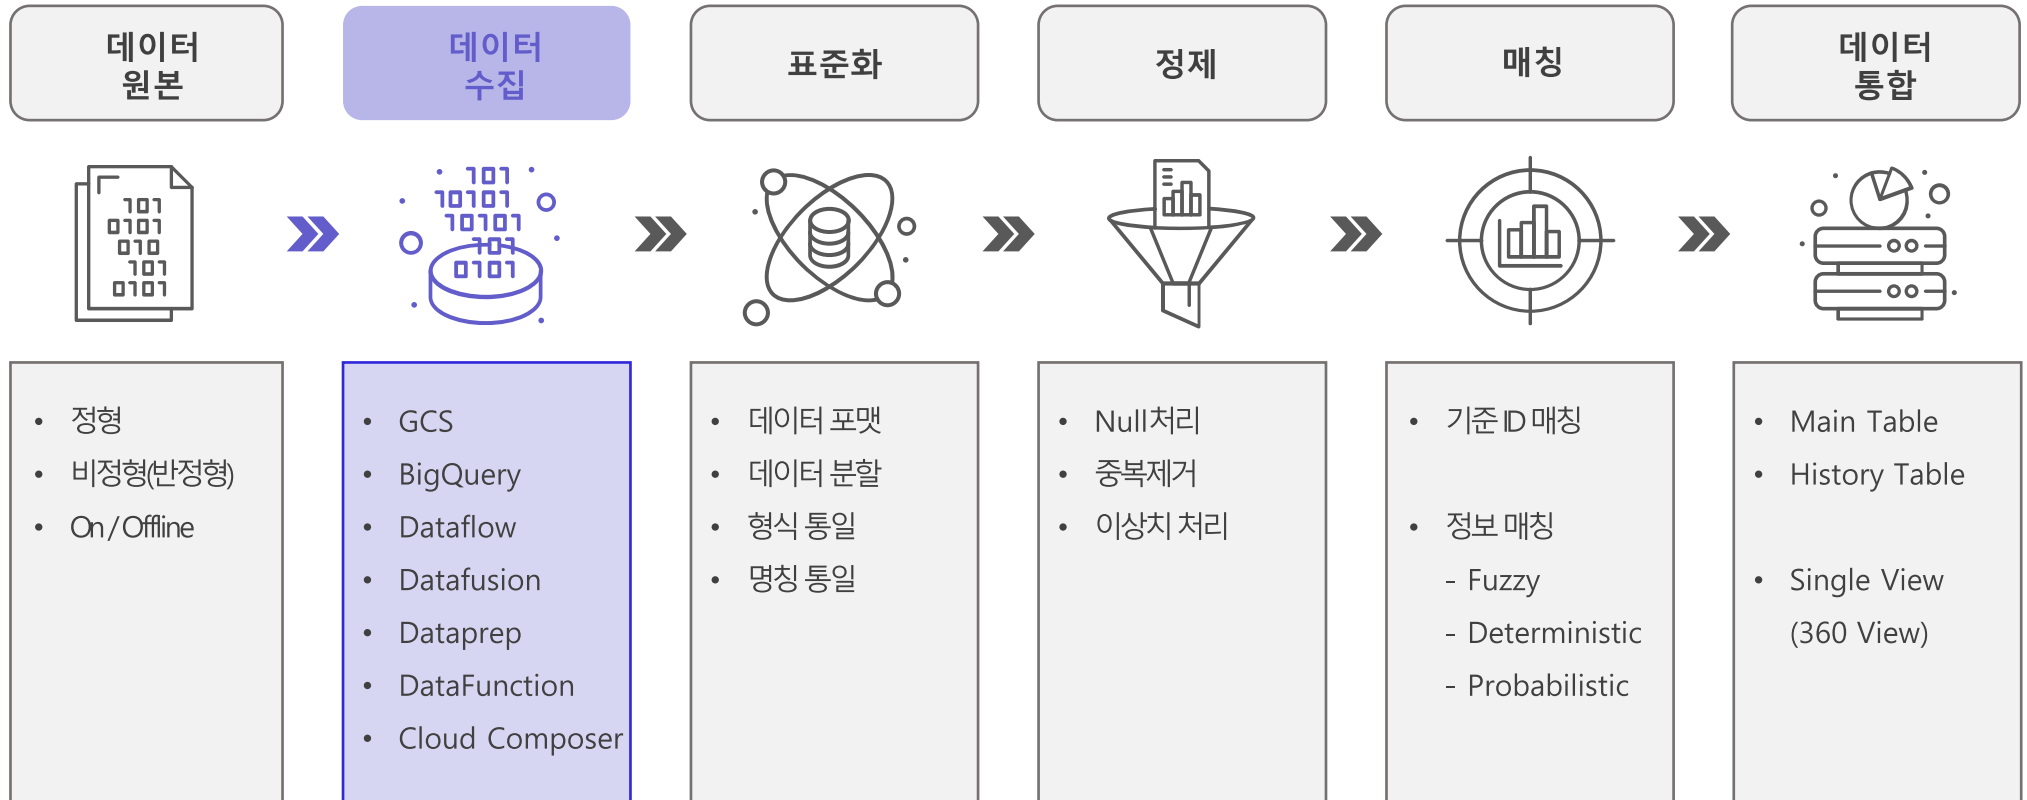 데이터
원본
데이터
수집
표준화
정제
매칭
데이터
통합
101
0101
010
101
0101
101
10101
10101
101
0101
• 정형
• 비정형(반정형)
• On / Offline
• GCS
• BigQuery
• Dataflow
• Datafusion
• Dataprep
• DataFunction
• Cloud Composer
• 데이터 포맷
• 데이터 분할
• 형식 통일
• 명칭 통일
• Null처리
• 중복제거
• 이상치 처리
• 기준 ID 매칭
• 정보 매칭
- Fuzzy
- Deterministic
- Probabilistic
• Main Table
• History Table
• Single View
(360 View)